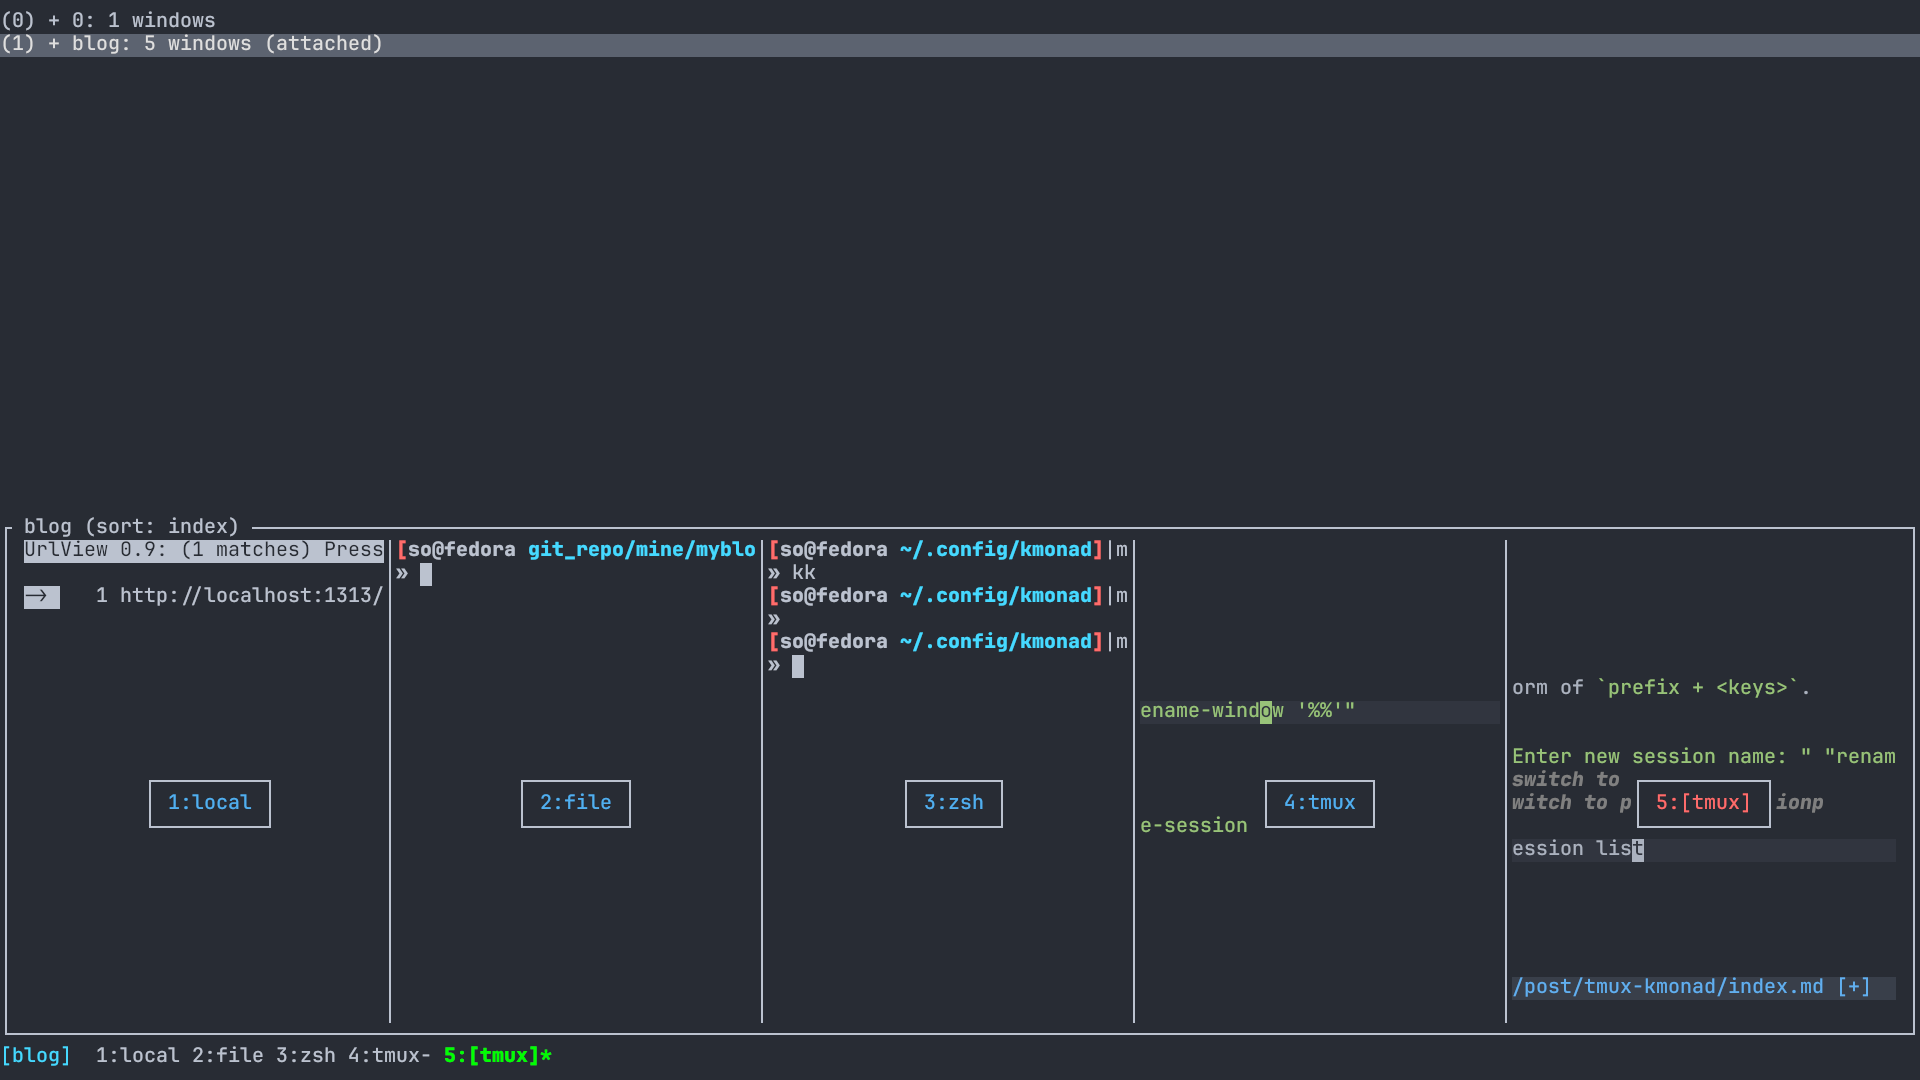 (0) + 0: 1 windows
(1) + blog: 5 windows (attached)
blog (sort: index)
UrlView 0.9: (1 matches) Press
-> 1 http://localhost:1313/
1:local
[so@fedora git_repo/mine/myblo
»
2:file
[so@fedora ~/.config/kmonad]|m
» kk
[so@fedora ~/.config/kmonad]|m
»
[so@fedora ~/.config/kmonad]|m
»
3:zsh
ename-window '%%'"
4:tmux
e-session
orm of `prefix + <keys>`.
Enter new session name: " "renam
switch to
witch to p 5:[tmux] ionp
ession list
/post/tmux-kmonad/index.md [+]
[blog] 1:local 2:file 3:zsh 4:tmux- 5:[tmux]*